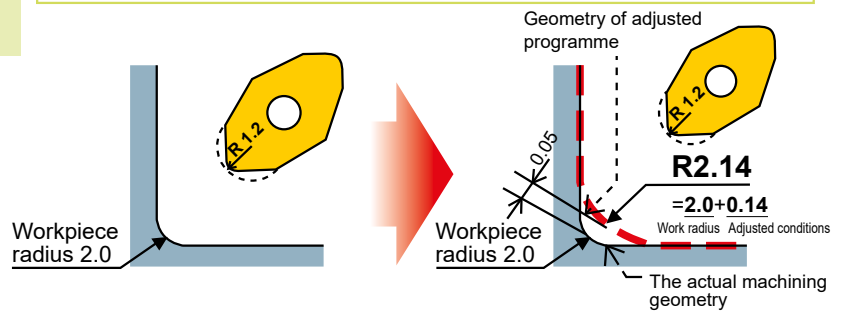 R 1.2
Workpiece
radius 2.0
Geometry of adjusted
programme
R 1.2
0.05
R2.14
=2.0+0.14
Work radius Adjusted conditions
Workpiece
radius 2.0
The actual machining
geometry